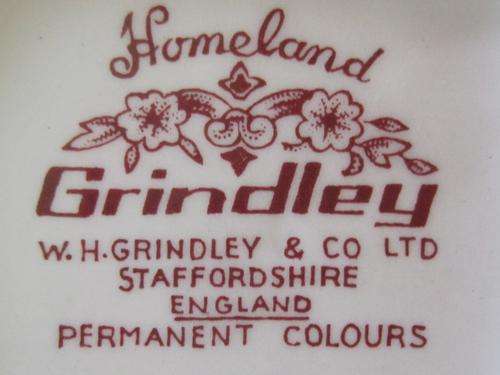 Homeland
Grindley
W.H.GRINDLEY & CO LTD
STAFFORDSHIRE
ENGLAND
PERMANENT COLOURS